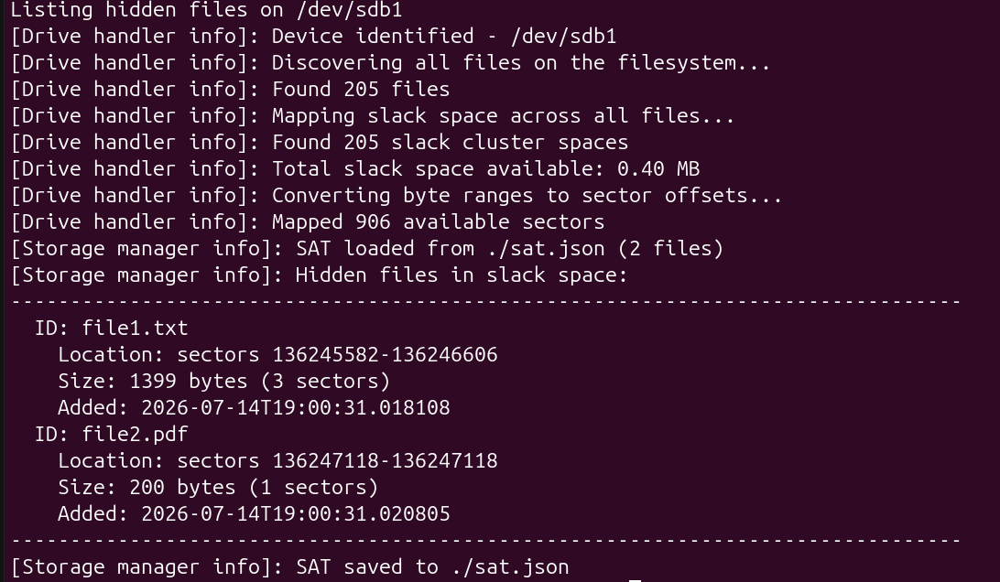 Listing hidden files on /dev/sdb1
[Drive handler info]: Device identified - /dev/sdb1
[Drive handler info]: Discovering all files on the filesystem...
[Drive handler info]: Found 205 files
[Drive handler info]: Mapping slack space across all files...
[Drive handler info]: Found 205 slack cluster spaces
[Drive handler info]: Total slack space available: 0.40 MB
[Drive handler info]: Converting byte ranges to sector offsets...
[Drive handler info]: Mapped 906 available sectors
[Storage manager info]: SAT loaded from ./sat.json (2 files)
[Storage manager info]: Hidden files in slack space:
--------------------------------------------------------------------------------
  ID: file1.txt
    Location: sectors 136245582-136246606
    Size: 1399 bytes (3 sectors)
    Added: 2026-07-14T19:00:31.018108
  ID: file2.pdf
    Location: sectors 136247118-136247118
    Size: 200 bytes (1 sectors)
    Added: 2026-07-14T19:00:31.020805
--------------------------------------------------------------------------------
[Storage manager info]: SAT saved to ./sat.json